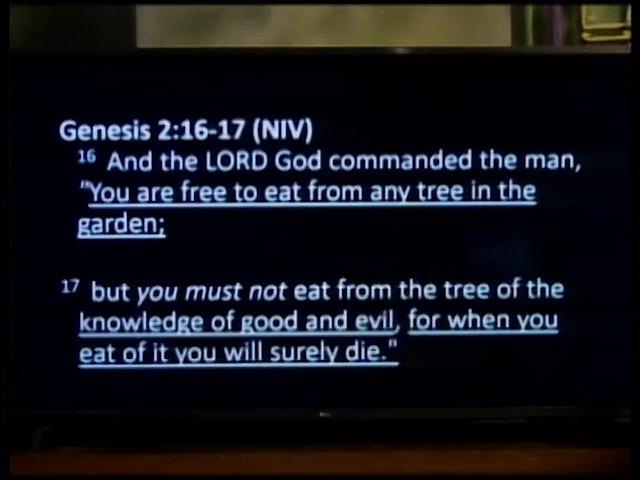 Genesis 2:16-17 (NIV)
16 And the LORD God commanded the man,
"You are free to eat from any tree in the
garden;
17 but you must not eat from the tree of the
knowledge of good and evil, for when you
eat of it you will surely die."